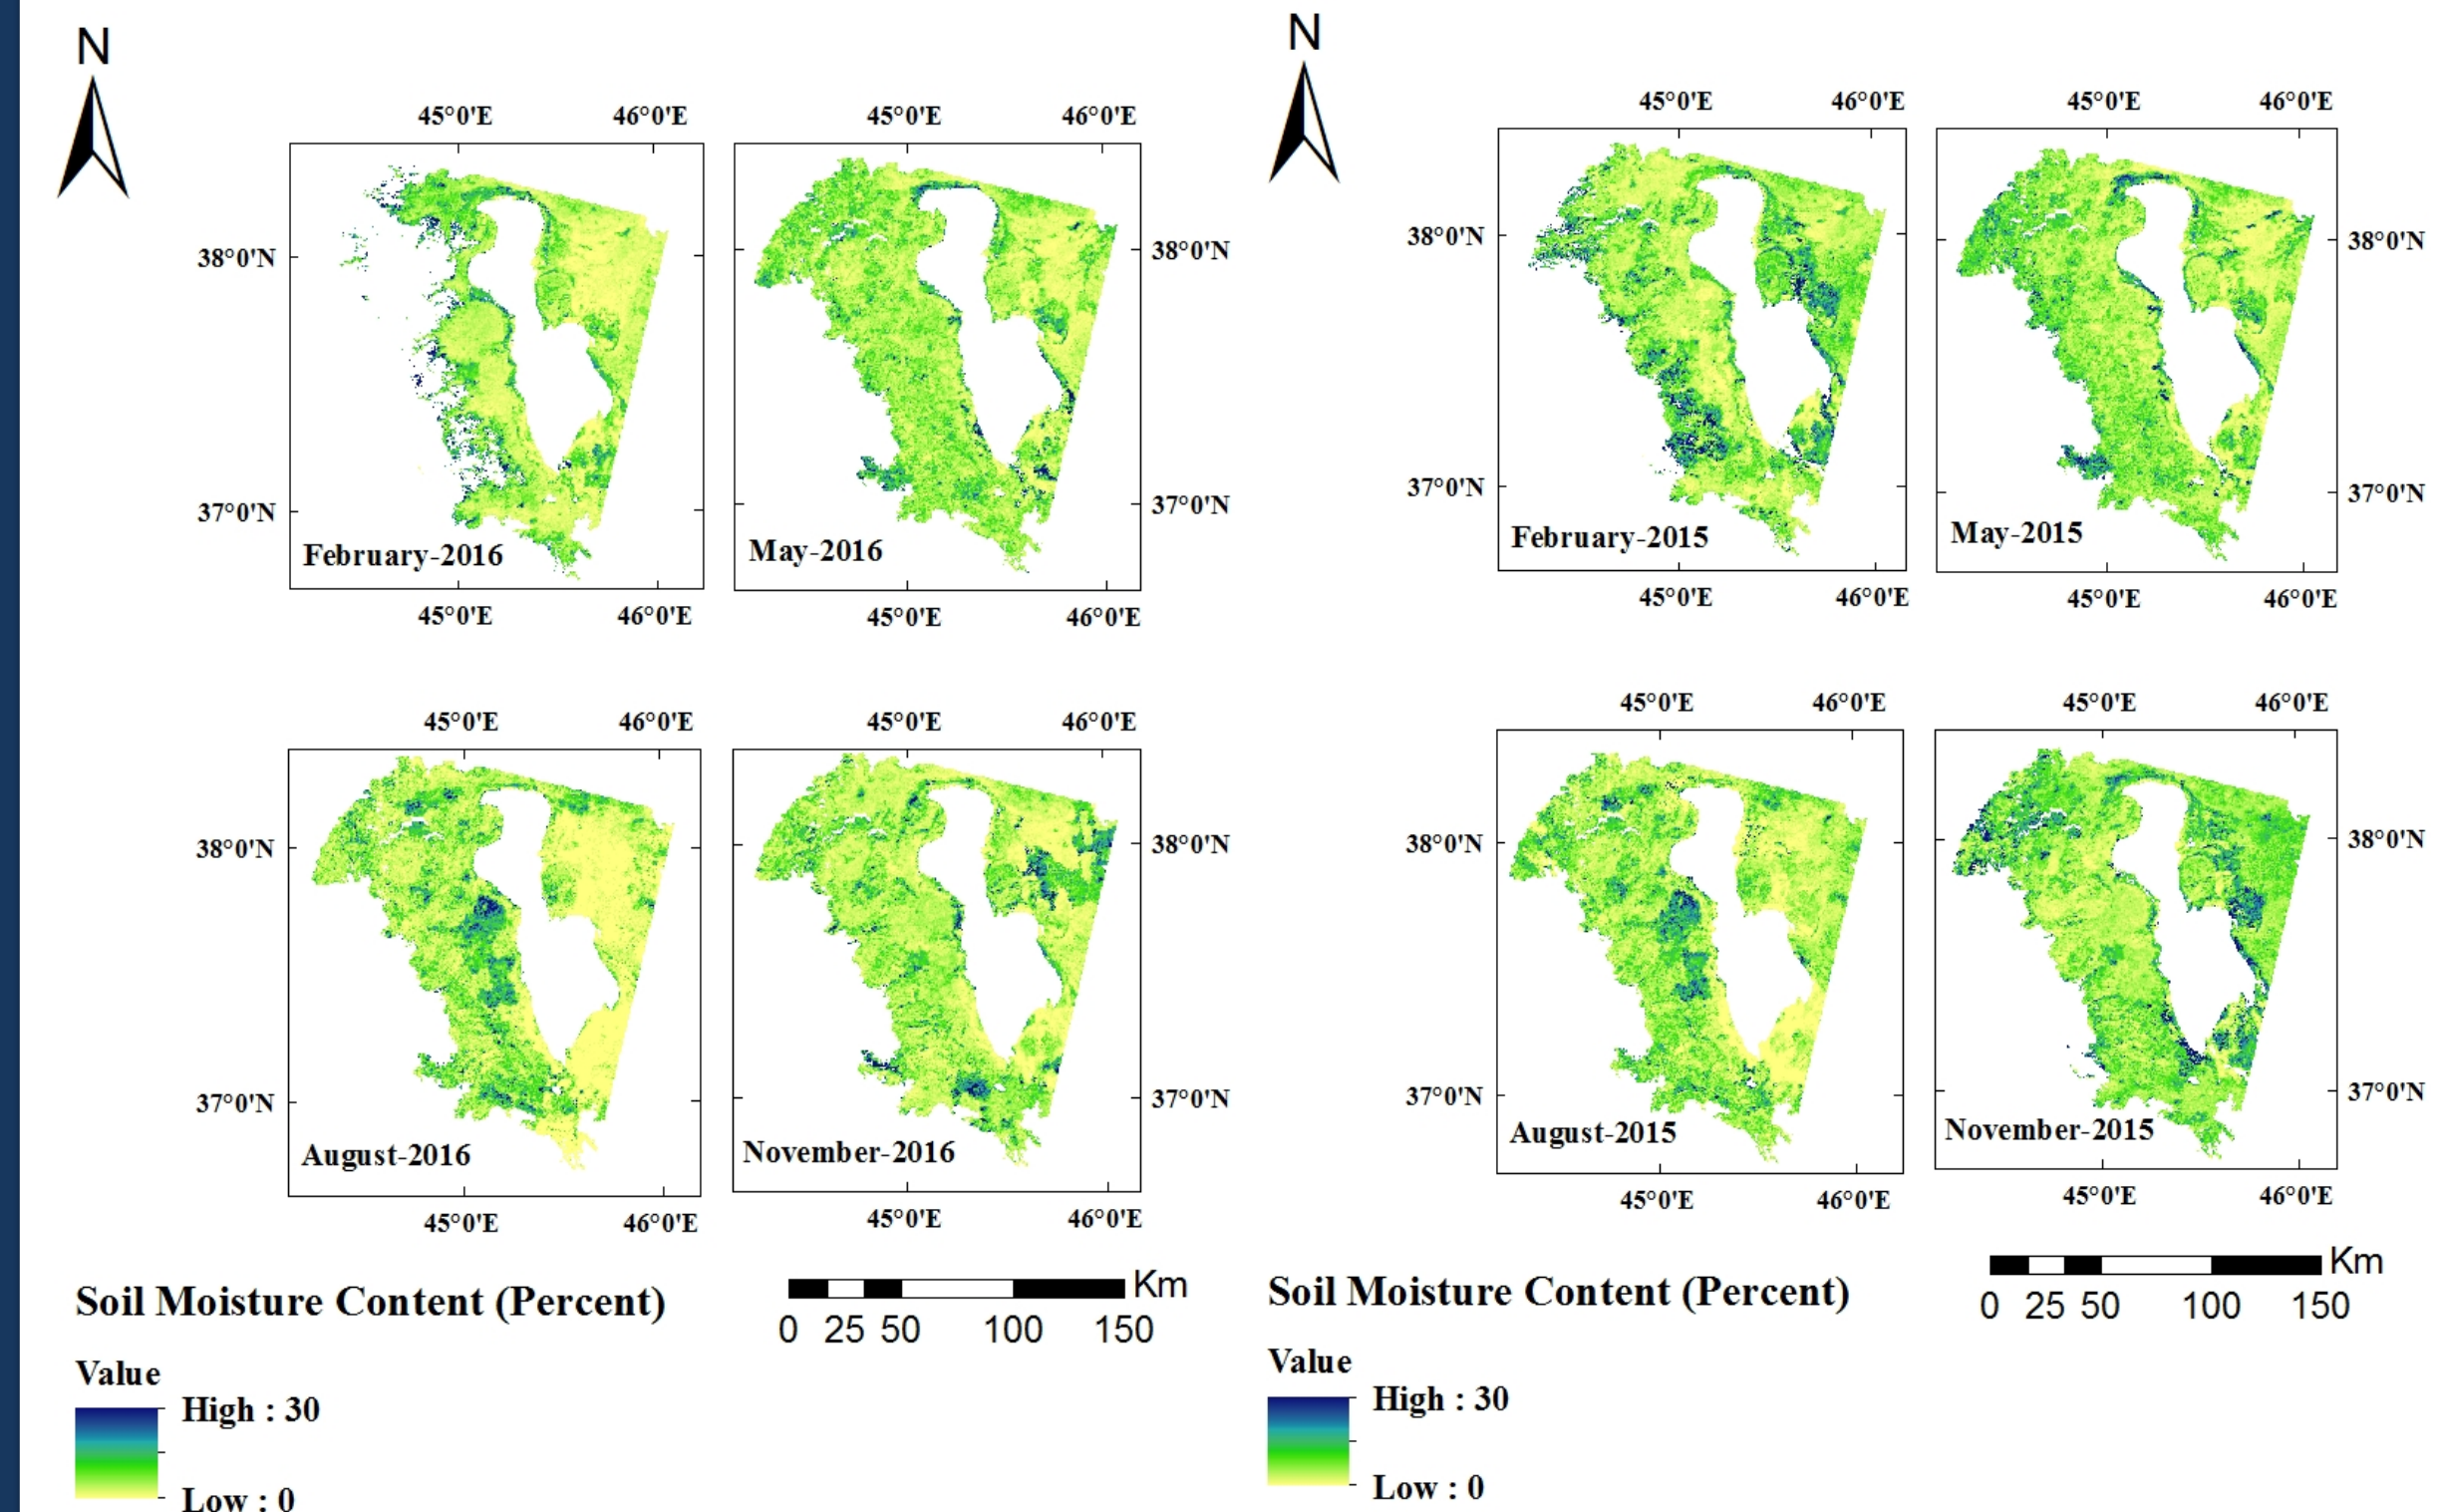 N
45°0'E 46°0'E 45°0'E 46°0'E
38°0'N 38°0'N
37°0'N 37°0'N
February-2016 May-2016
45°0'E 46°0'E 45°0'E 46°0'E
45°0'E 46°0'E 45°0'E 46°0'E
38°0'N 38°0'N
37°0'N 37°0'N
August-2016 November-2016
45°0'E 46°0'E 45°0'E 46°0'E
Km
0 25 50 100 150
Soil Moisture Content (Percent)
Value
High : 30
Low : 0
N
45°0'E 46°0'E 45°0'E 46°0'E
38°0'N 38°0'N
37°0'N 37°0'N
February-2015 May-2015
45°0'E 46°0'E 45°0'E 46°0'E
45°0'E 46°0'E 45°0'E 46°0'E
38°0'N 38°0'N
37°0'N 37°0'N
August-2015 November-2015
45°0'E 46°0'E 45°0'E 46°0'E
Km
0 25 50 100 150
Soil Moisture Content (Percent)
Value
High : 30
Low : 0